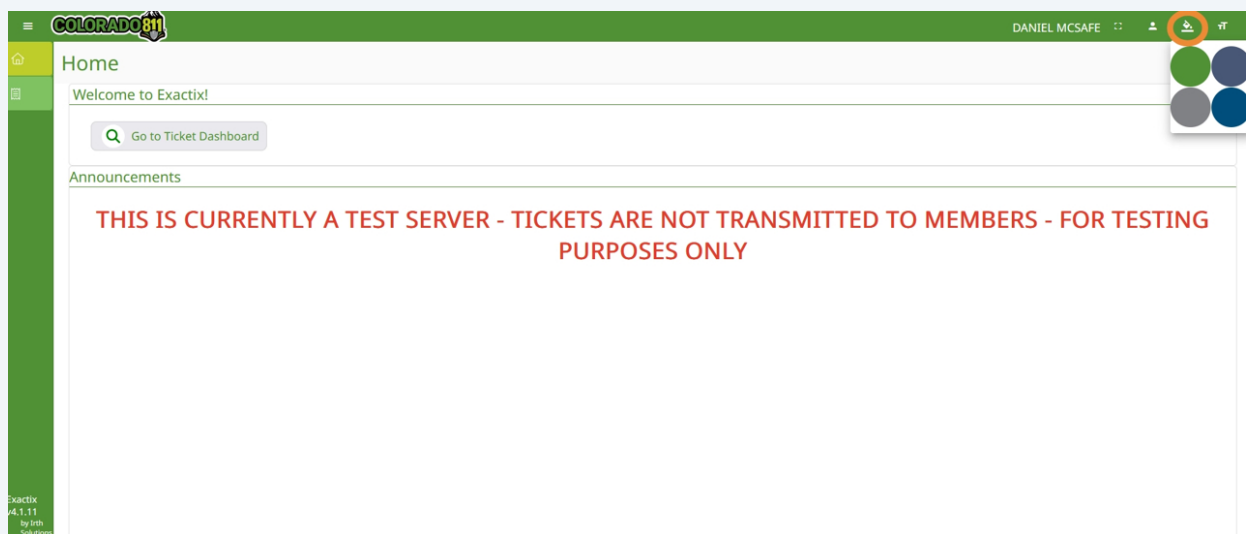 COLORADO811
DANIEL MCSAFE
Home
Welcome to Exactix!
Go to Ticket Dashboard
Announcements
THIS IS CURRENTLY A TEST SERVER - TICKETS ARE NOT TRANSMITTED TO MEMBERS - FOR TESTING
PURPOSES ONLY
Exactix
v4.1.11
by Irth
Solutions